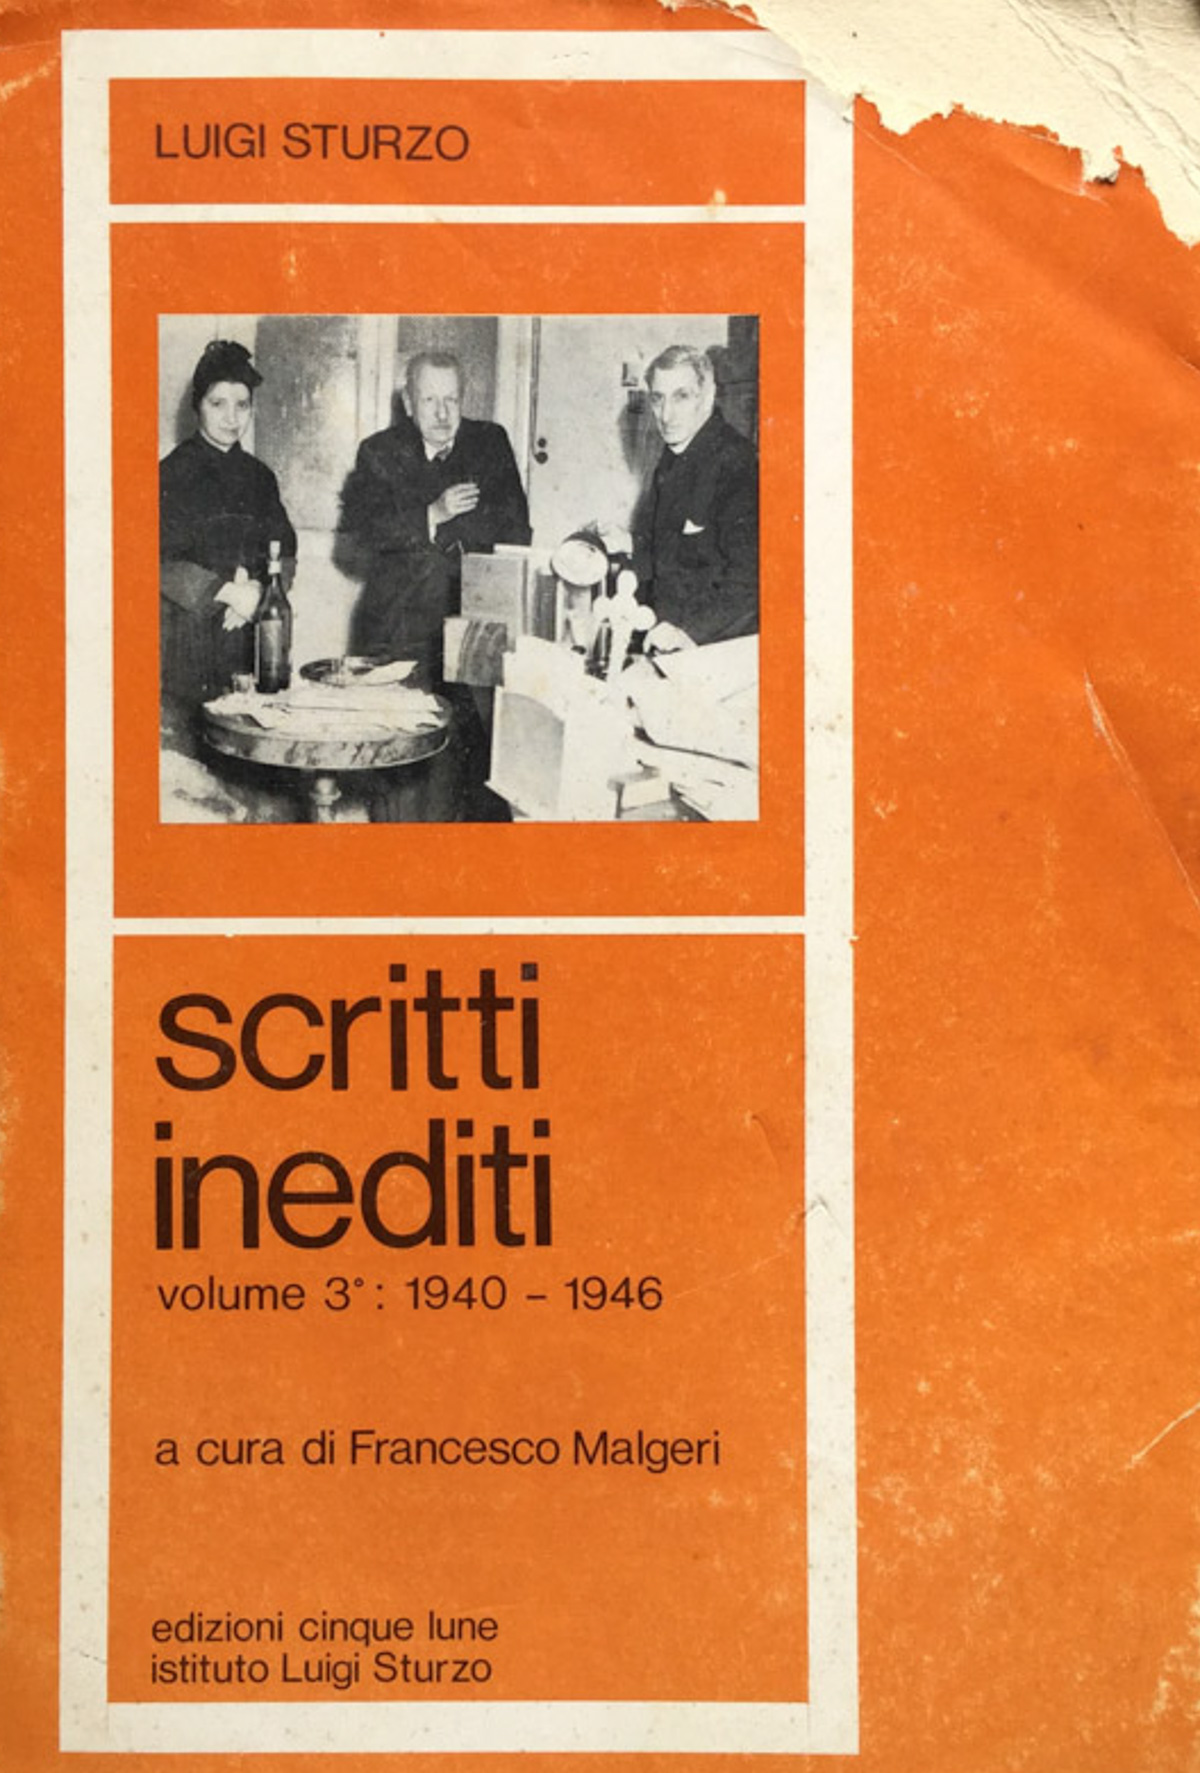 LUIGI STURZO
scritti
inediti
volume 3°: 1940 – 1946
a cura di Francesco Malgeri
edizioni cinque lune
istituto Luigi Sturzo